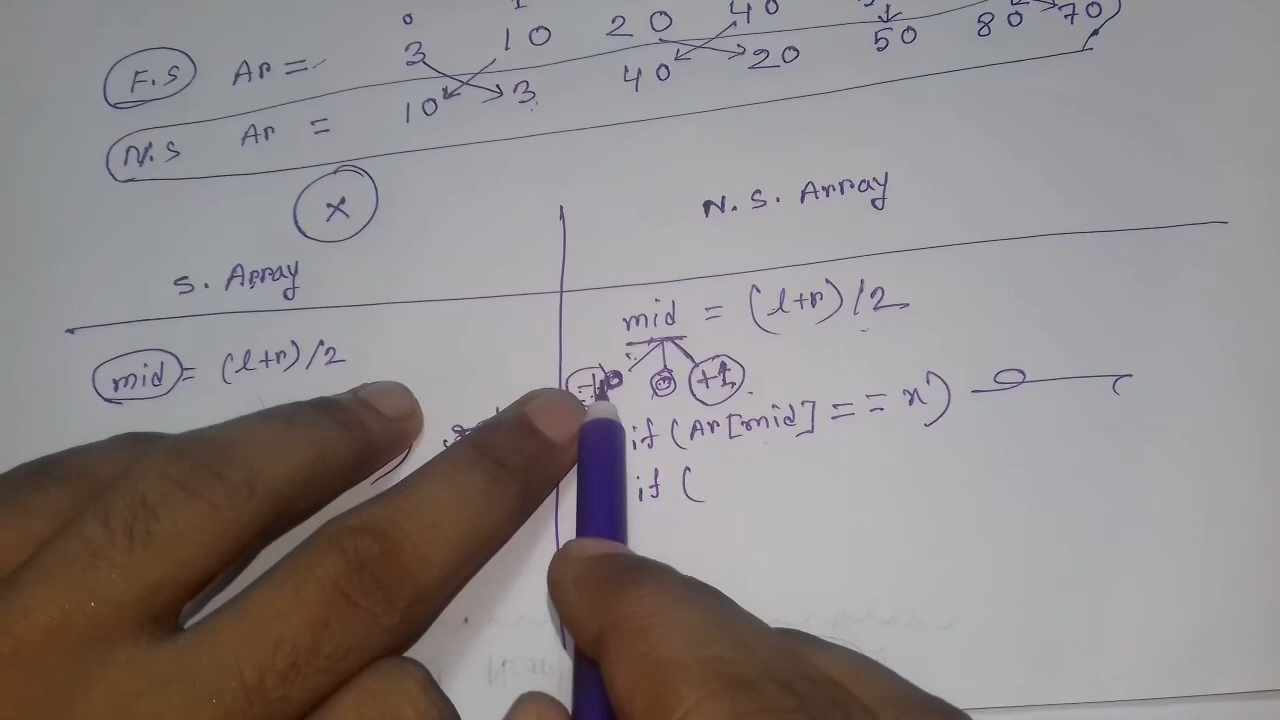 0
F.S Ar = 3 10 20 40 50 80 70
N.S Ar = 10 3 40 20
x
N. S. Array
S. Array
mid = (l+r)/2
mid = (l+r)/2
-1 +1
if (Ar[mid] == x)
if (